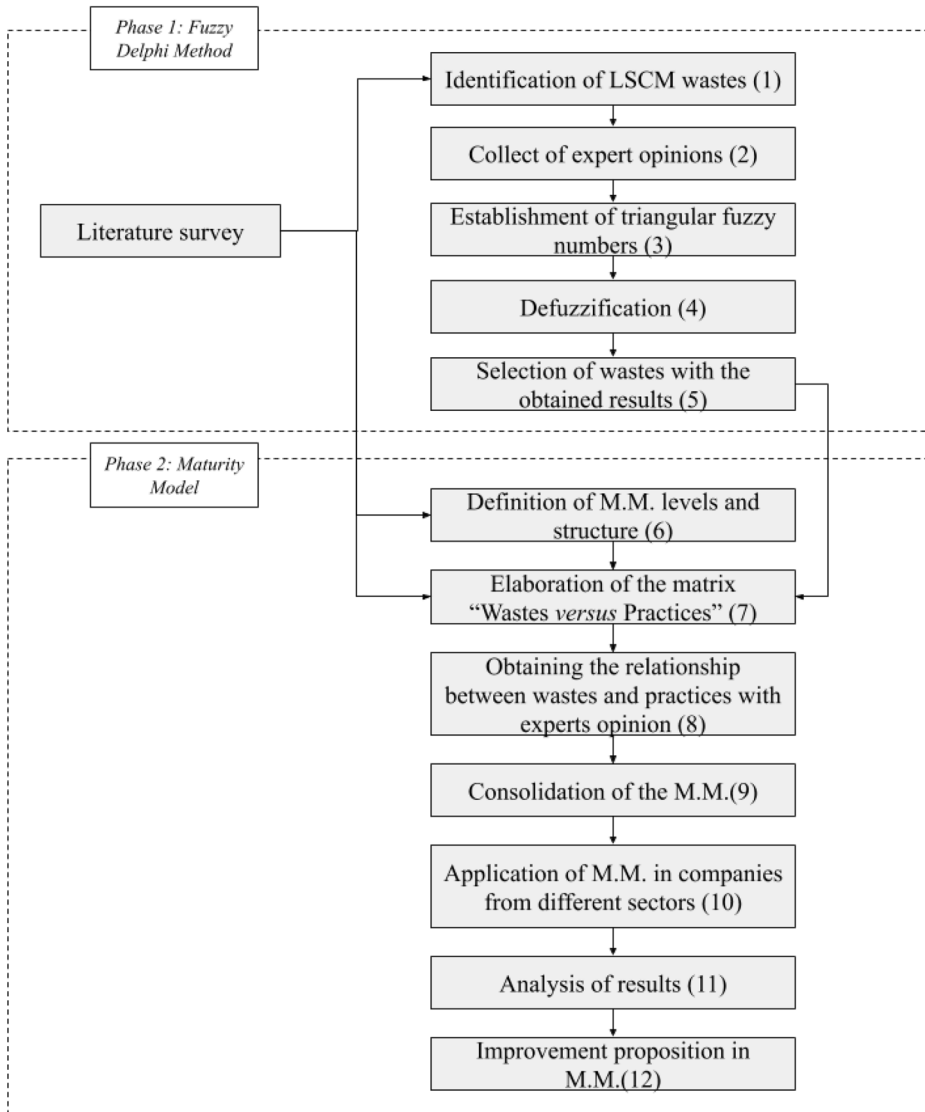 Phase 1: Fuzzy
Delphi Method
Identification of LSCM wastes (1)
Collect of expert opinions (2)
Literature survey
Establishment of triangular fuzzy
numbers (3)
Defuzzification (4)
Selection of wastes with the
obtained results (5)
Phase 2: Maturity
Model
Definition of M.M. levels and
structure (6)
Elaboration of the matrix
“Wastes versus Practices” (7)
Obtaining the relationship
between wastes and practices with
experts opinion (8)
Consolidation of the M.M.(9)
Application of M.M. in companies
from different sectors (10)
Analysis of results (11)
Improvement proposition in
M.M.(12)